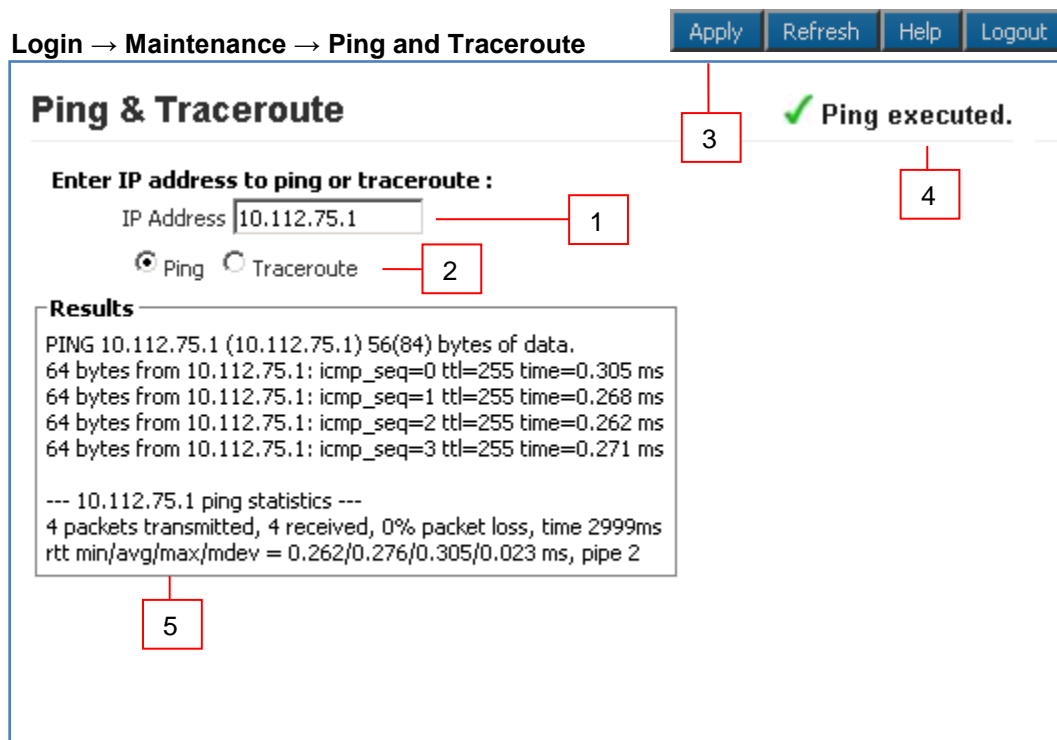 Login → Maintenance → Ping and Traceroute
Apply Refresh Help Logout
Ping & Traceroute
3
Ping executed.
4
Enter IP address to ping or traceroute :
IP Address 10.112.75.1
1
Ping Traceroute
2
Results
PING 10.112.75.1 (10.112.75.1) 56(84) bytes of data.
64 bytes from 10.112.75.1: icmp_seq=0 ttl=255 time=0.305 ms
64 bytes from 10.112.75.1: icmp_seq=1 ttl=255 time=0.268 ms
64 bytes from 10.112.75.1: icmp_seq=2 ttl=255 time=0.262 ms
64 bytes from 10.112.75.1: icmp_seq=3 ttl=255 time=0.271 ms
--- 10.112.75.1 ping statistics ---
4 packets transmitted, 4 received, 0% packet loss, time 2999ms
rtt min/avg/max/mdev = 0.262/0.276/0.305/0.023 ms, pipe 2
5